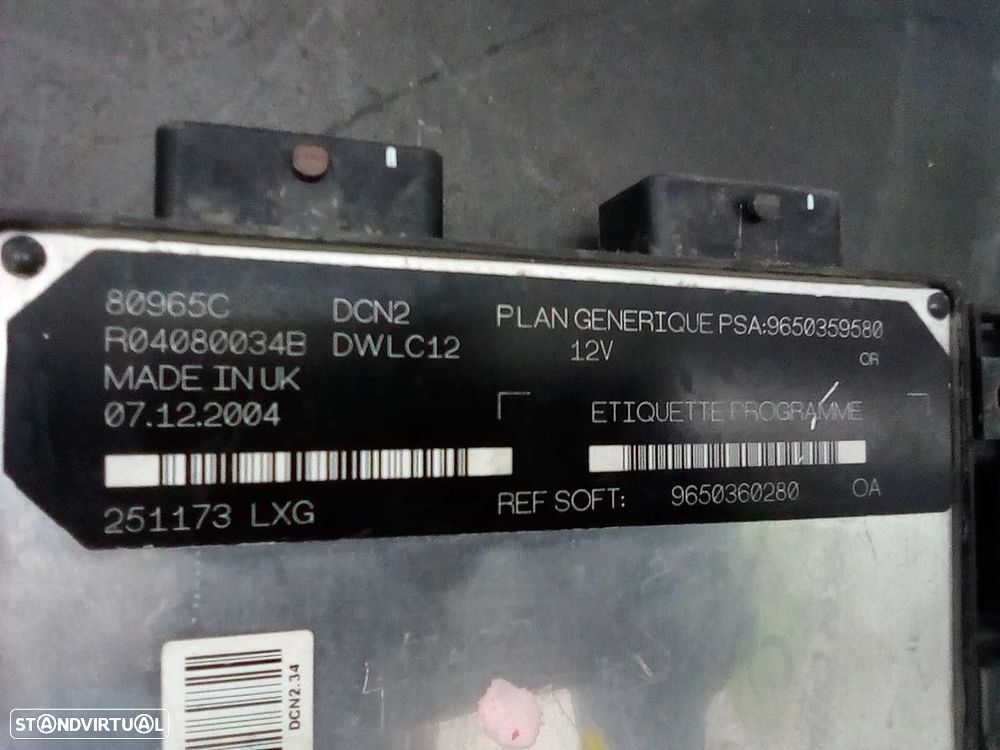 80965C DCN2 PLAN GENERIQUE PSA:9650359580
R04080034B DWLC12 12V OR
MADE IN UK
07.12.2004 ETIQUETTE PROGRAMME
251173 LXG REF SOFT: 9650360280 OA
DCN2.34
STANDVIRTUAL